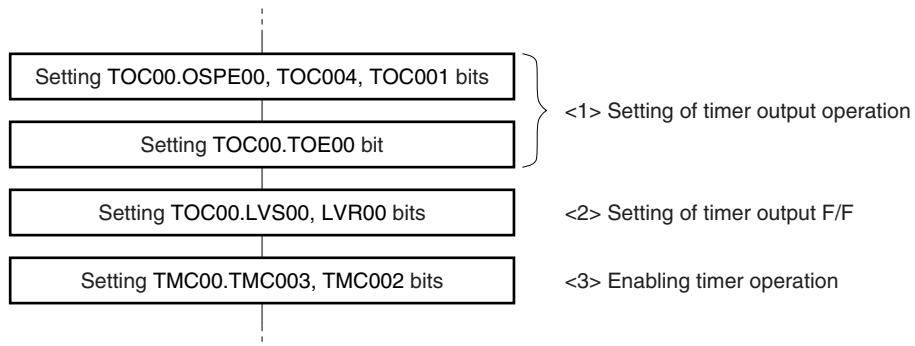 Setting TOC00.OSPE00, TOC004, TOC001 bits
<1> Setting of timer output operation
Setting TOC00.TOE00 bit
Setting TOC00.LVS00, LVR00 bits
<2> Setting of timer output F/F
Setting TMC00.TMC003, TMC002 bits
<3> Enabling timer operation